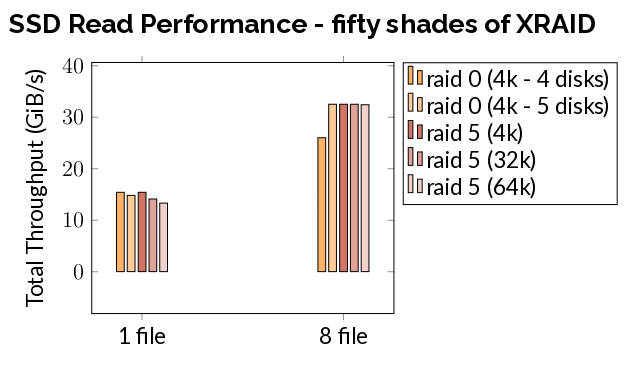 SSD Read Performance - fifty shades of XRAID
Total Throughput (GiB/s)
40
30
20
10
0
1 file
8 file
raid 0 (4k - 4 disks)
raid 0 (4k - 5 disks)
raid 5 (4k)
raid 5 (32k)
raid 5 (64k)